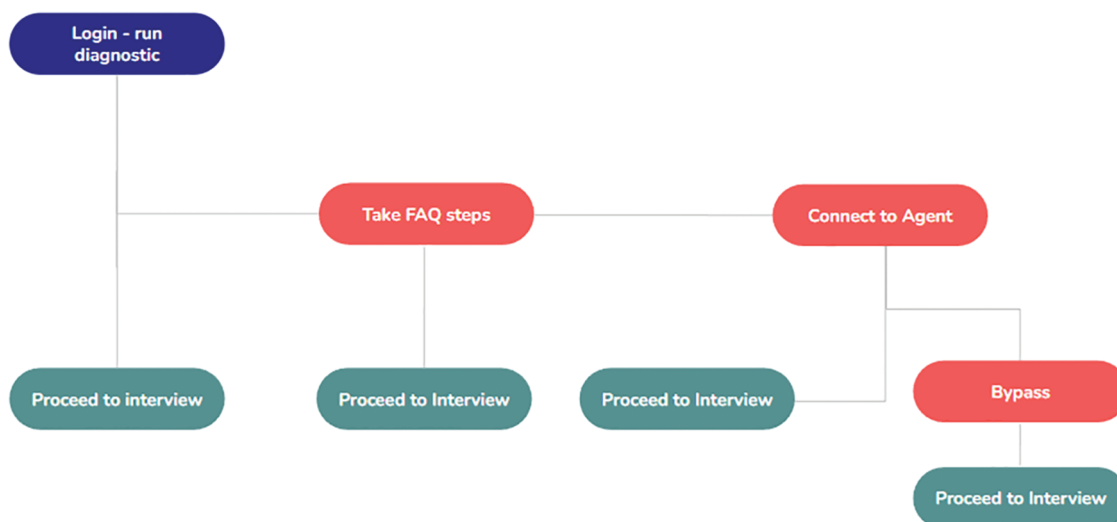 Login - run
diagnostic
Take FAQ steps
Connect to Agent
Proceed to interview
Proceed to Interview
Proceed to Interview
Bypass
Proceed to Interview